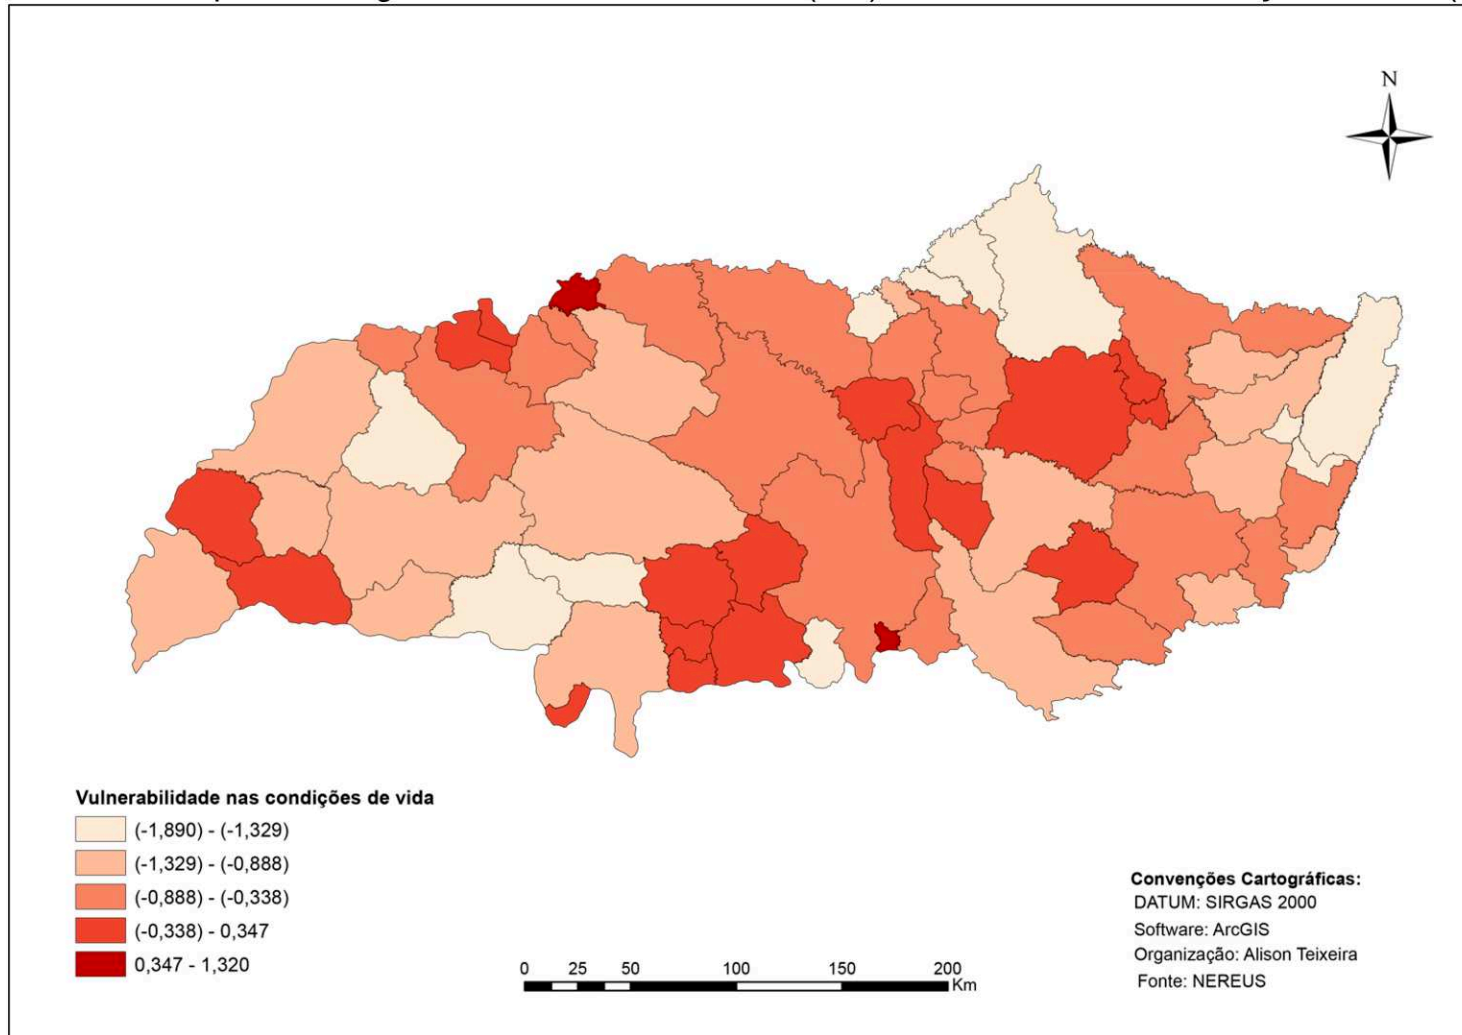 N
Vulnerabilidade nas condições de vida
(-1,890) - (-1,329)
(-1,329) - (-0,888)
(-0,888) - (-0,338)
(-0,338) - 0,347
0,347 - 1,320
0 25 50 100 150 200
Km
Convenções Cartográficas:
DATUM: SIRGAS 2000
Software: ArcGIS
Organização: Alison Teixeira
Fonte: NEREUS